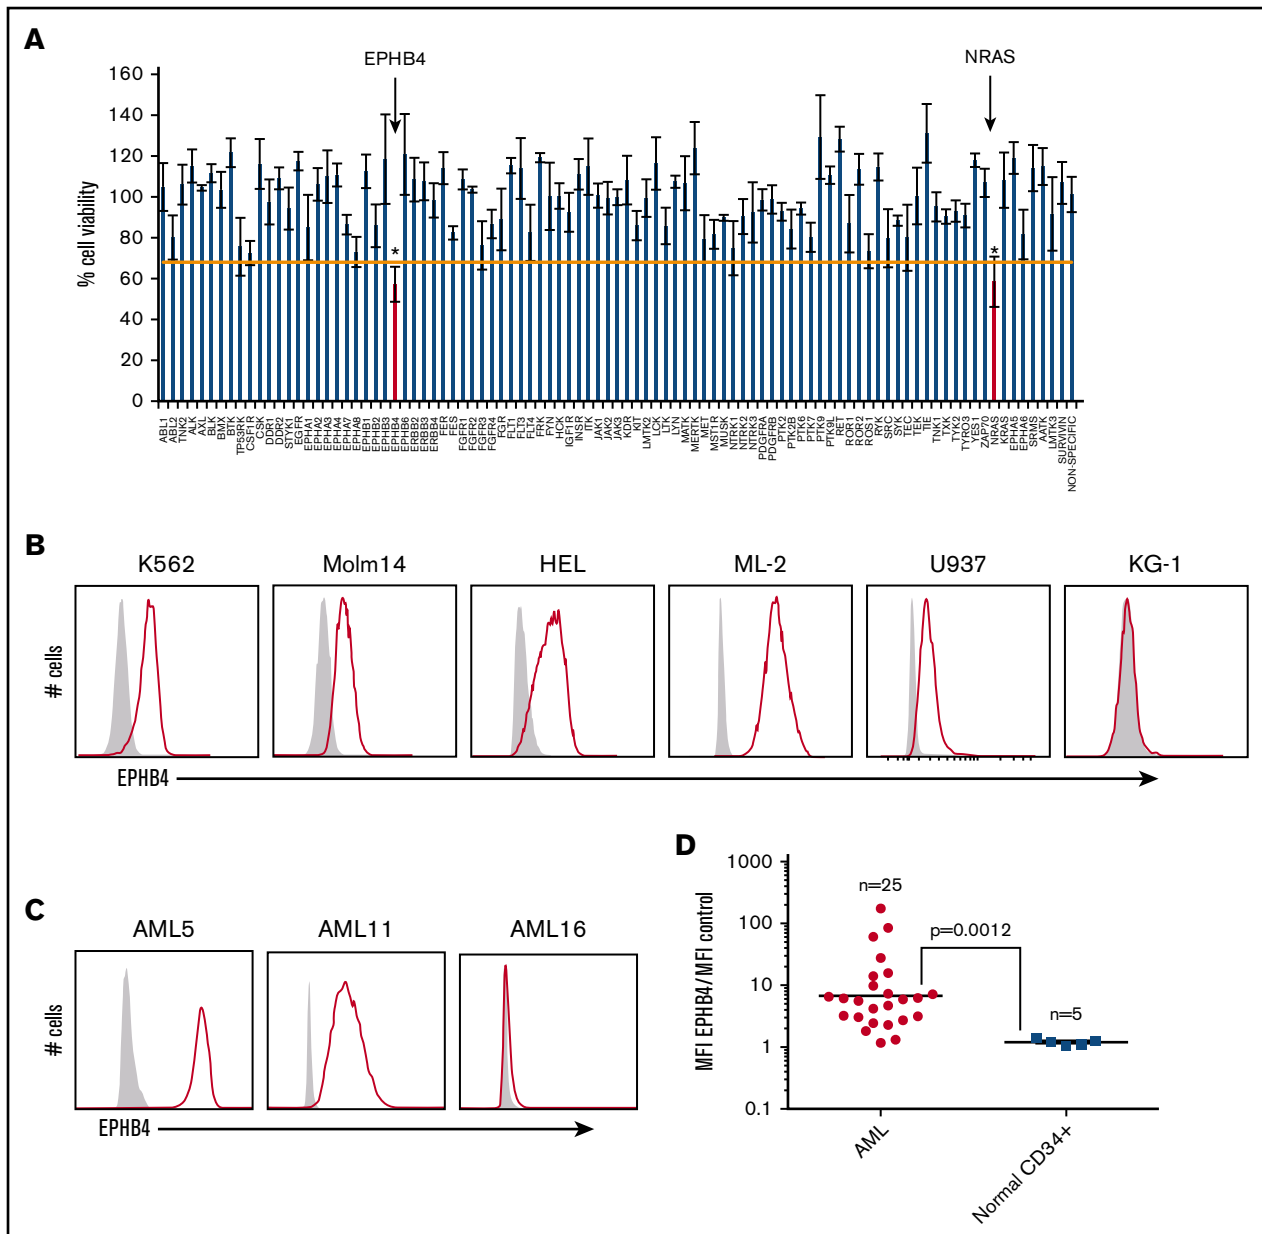 A
EPHB4
NRAS
% cell viability
160
140
120
100
80
60
40
20
0
*
*
ABL1
ABL2
TNK2
ALK
AXL
BLK
BMX
BTK
TP53RK
CSF1R
CSK
DDR1
DDR2
STYK1
EGFR
EPHA1
EPHA2
EPHA3
EPHA4
EPHA7
EPHA8
EPHB1
EPHB2
EPHB3
EPHB4
EPHB6
ERBB2
ERBB3
ERBB4
FER
FES
FGFR1
FGFR2
FGFR3
FGFR4
FGR
FLT1
FLT3
FLT4
FRK
FYN
HCK
IGF1R
INSR
ITK
JAK1
JAK2
JAK3
KDR
KIT
LMTK2
LCK
LTK
LYN
MATK
MERTK
MET
MST1R
MUSK
NTRK1
NTRK2
NTRK3
PDGFRA
PDGFRB
PTK2
PTK2B
PTK6
PTK7
PTK9
PTK9L
RET
ROR1
ROR2
ROS1
RYK
SRC
SYK
TEC
TEK
TIE
TNK1
TXK
TYK2
TYRO3
YES1
ZAP70
NRAS
KRAS
EPHA5
EPHA6
SRMS
AATK
LMTK3
SURVIVIN
NON-SPECIFIC
B
K562
Molm14
HEL
ML-2
U937
KG-1
# cells
EPHB4
C
AML5
AML11
AML16
# cells
EPHB4
D
MFI EPHB4/MFI control
1000
100
10
1
0.1
n=25
p=0.0012
n=5
AML
Normal CD34+